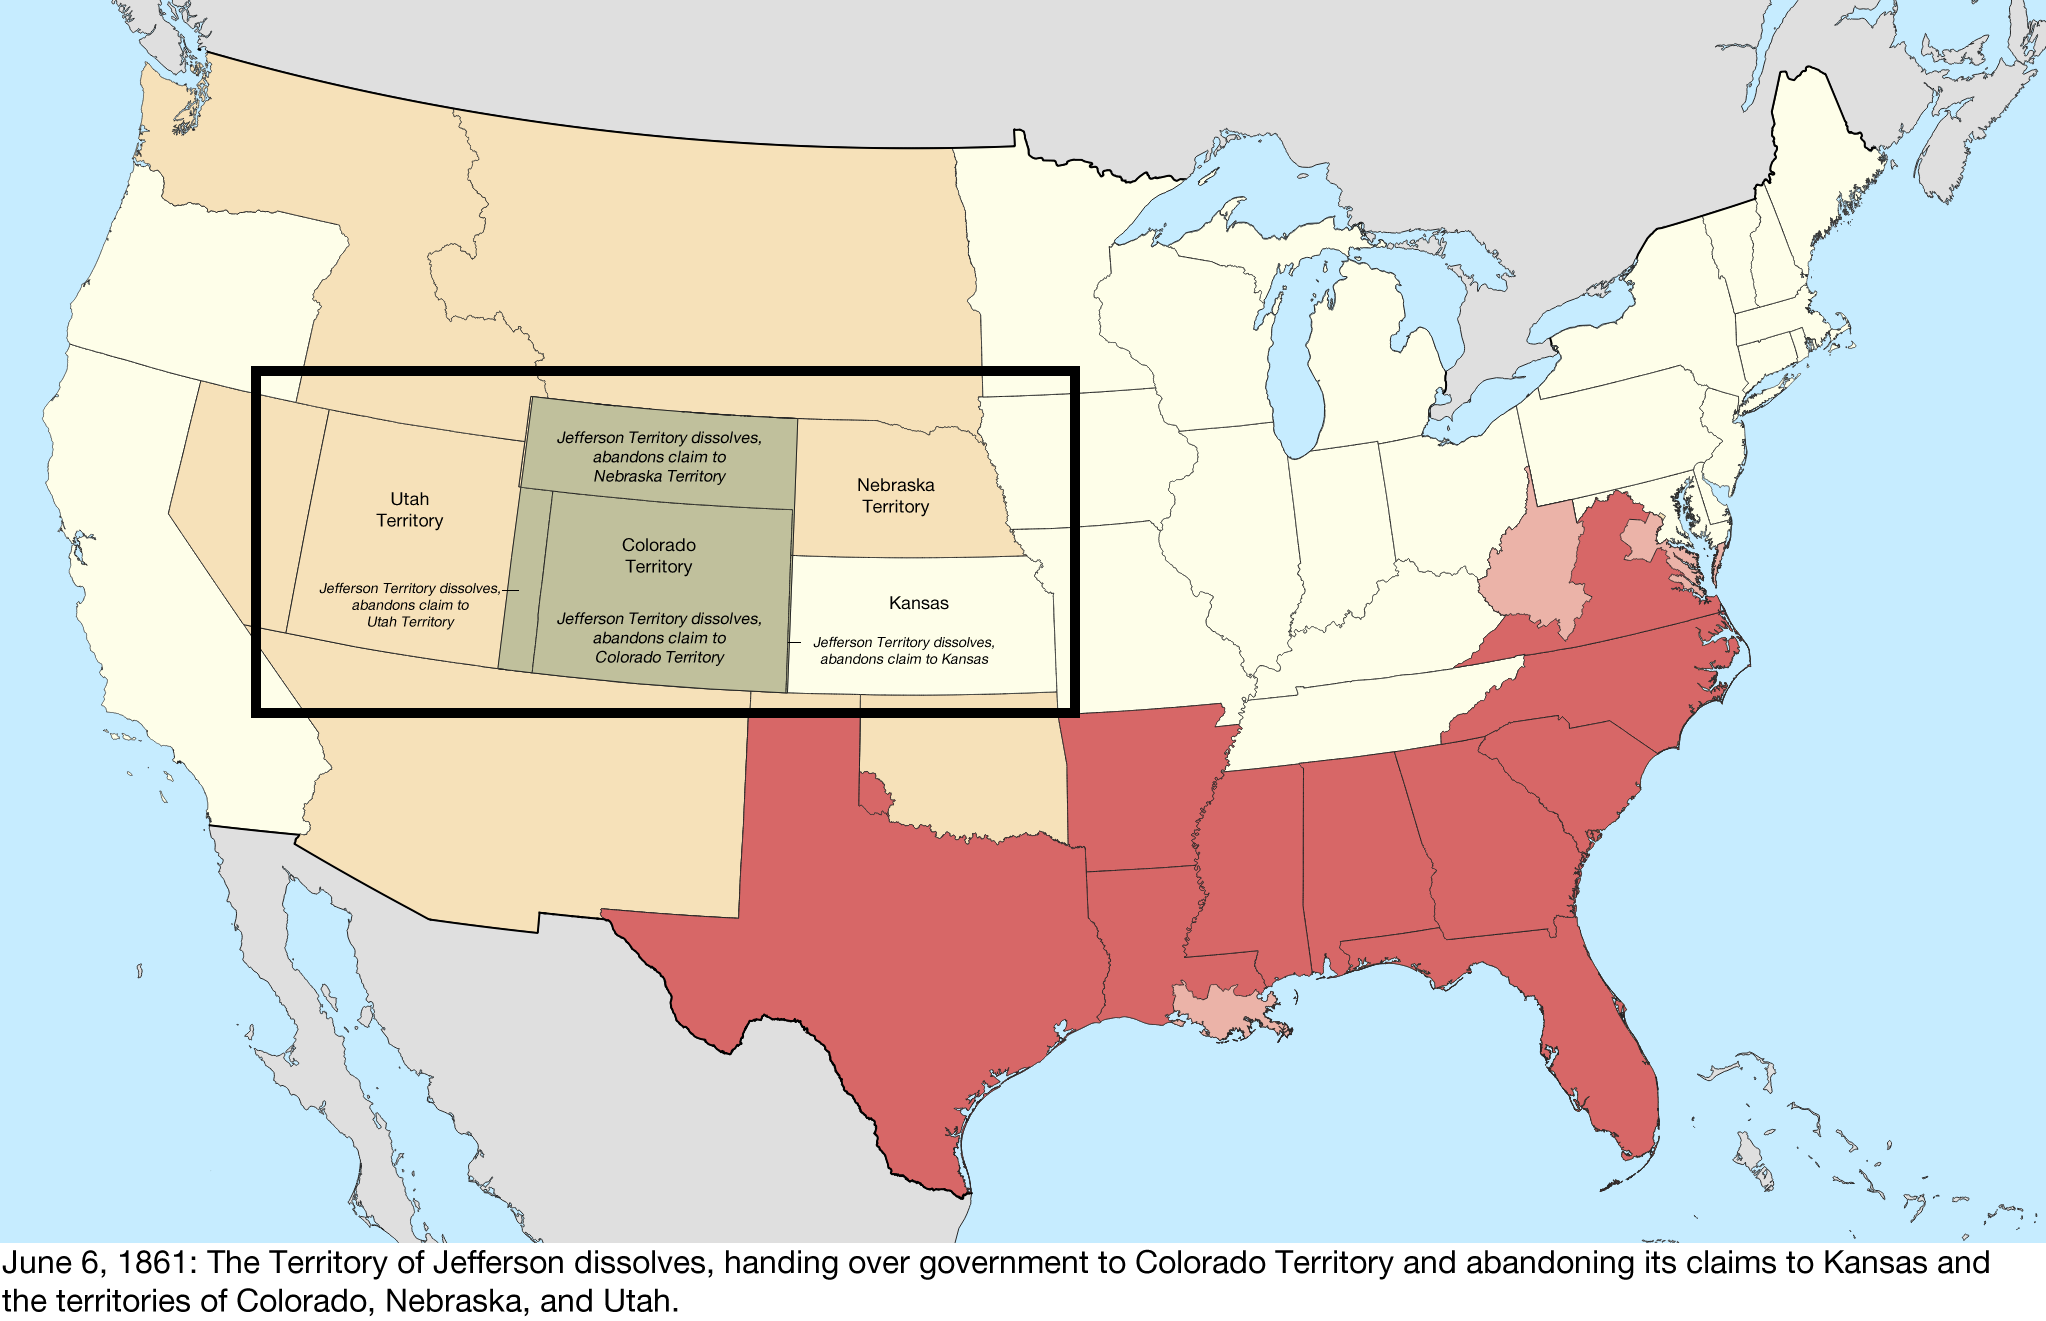 Jefferson Territory dissolves,
abandons claim to
Nebraska Territory
Utah
Territory
Nebraska
Territory
Colorado
Territory
Jefferson Territory dissolves,
abandons claim to
Utah Territory
Jefferson Territory dissolves,
abandons claim to
Colorado Territory
Kansas
Jefferson Territory dissolves,
abandons claim to Kansas
June 6, 1861: The Territory of Jefferson dissolves, handing over government to Colorado Territory and abandoning its claims to Kansas and
the territories of Colorado, Nebraska, and Utah.